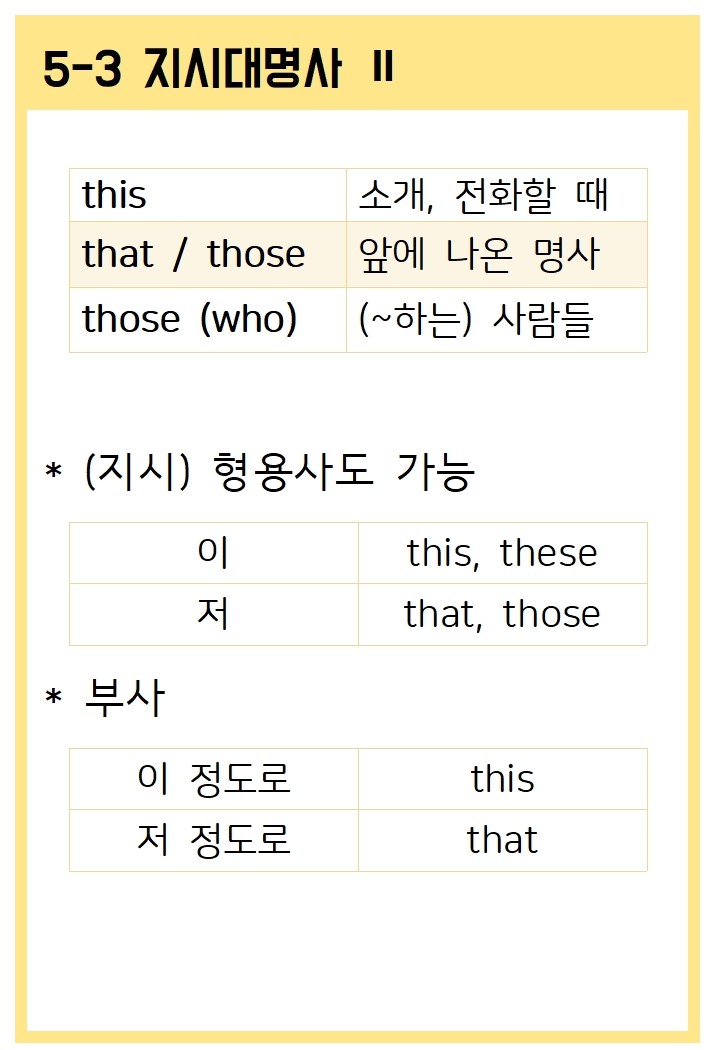 5-3 지시대명사 II
this 소개, 전화할 때
that / those 앞에 나온 명사
those (who) (~하는) 사람들
* (지시) 형용사도 가능
이 this, these
저 that, those
* 부사
이 정도로 this
저 정도로 that